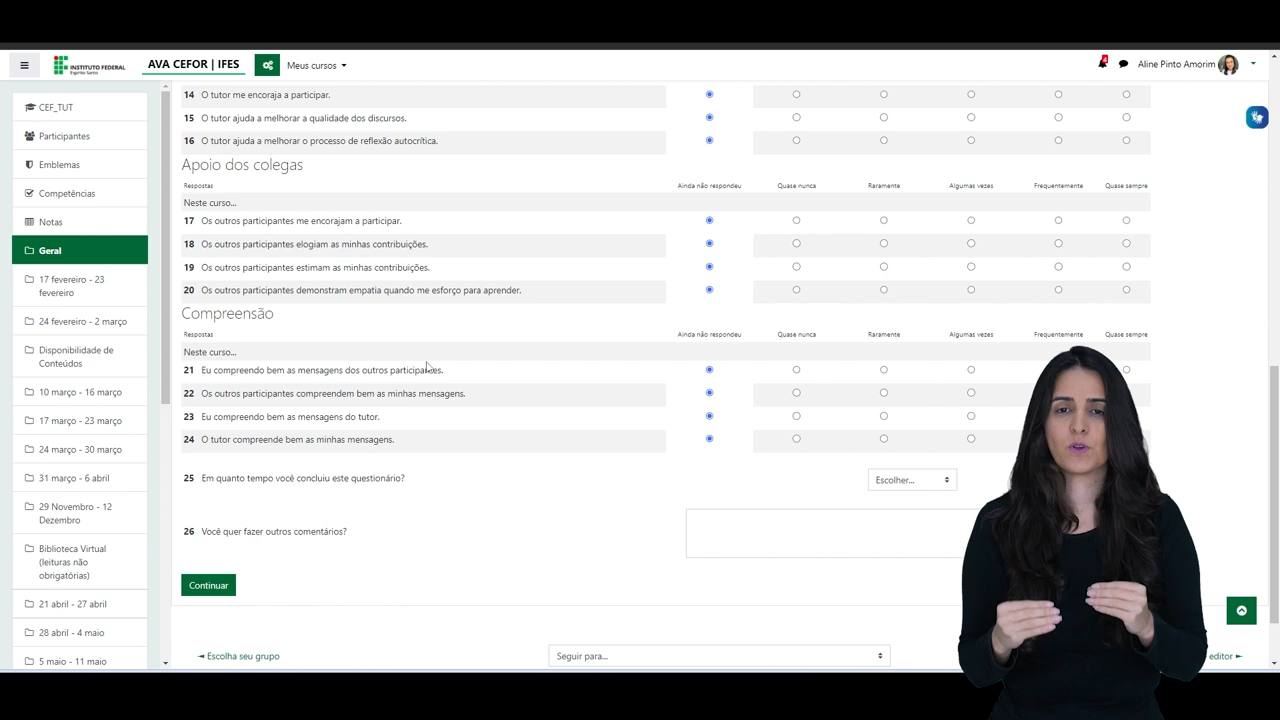 INSTITUTO FEDERAL
Espírito Santo
AVA CEFOR | IFES
Meus cursos
Aline Pinto Amorim
CEF_TUT
Participantes
Emblemas
Competências
Notas
Geral
17 fevereiro - 23
fevereiro
24 fevereiro - 2 março
Disponibilidade de
Conteúdos
10 março - 16 março
17 março - 23 março
24 março - 30 março
31 março - 6 abril
29 Novembro - 12
Dezembro
Biblioteca Virtual
(leituras não
obrigatórias)
21 abril - 27 abril
28 abril - 4 maio
5 maio - 11 maio
14 O tutor me encoraja a participar.
15 O tutor ajuda a melhorar a qualidade dos discursos.
16 O tutor ajuda a melhorar o processo de reflexão autocrítica.
Apoio dos colegas
Respostas Ainda não respondeu Quase nunca Raramente Algumas vezes Frequentemente Quase sempre
Neste curso...
17 Os outros participantes me encorajam a participar.
18 Os outros participantes elogiam as minhas contribuições.
19 Os outros participantes estimam as minhas contribuições.
20 Os outros participantes demonstram empatia quando me esforço para aprender.
Compreensão
Respostas Ainda não respondeu Quase nunca Raramente Algumas vezes Frequentemente Quase sempre
Neste curso...
21 Eu compreendo bem as mensagens dos outros participantes.
22 Os outros participantes compreendem bem as minhas mensagens.
23 Eu compreendo bem as mensagens do tutor.
24 O tutor compreende bem as minhas mensagens.
25 Em quanto tempo você concluiu este questionário? Escolher...
26 Você quer fazer outros comentários?
Continuar
◄ Escolha seu grupo
Seguir para...
editor ►